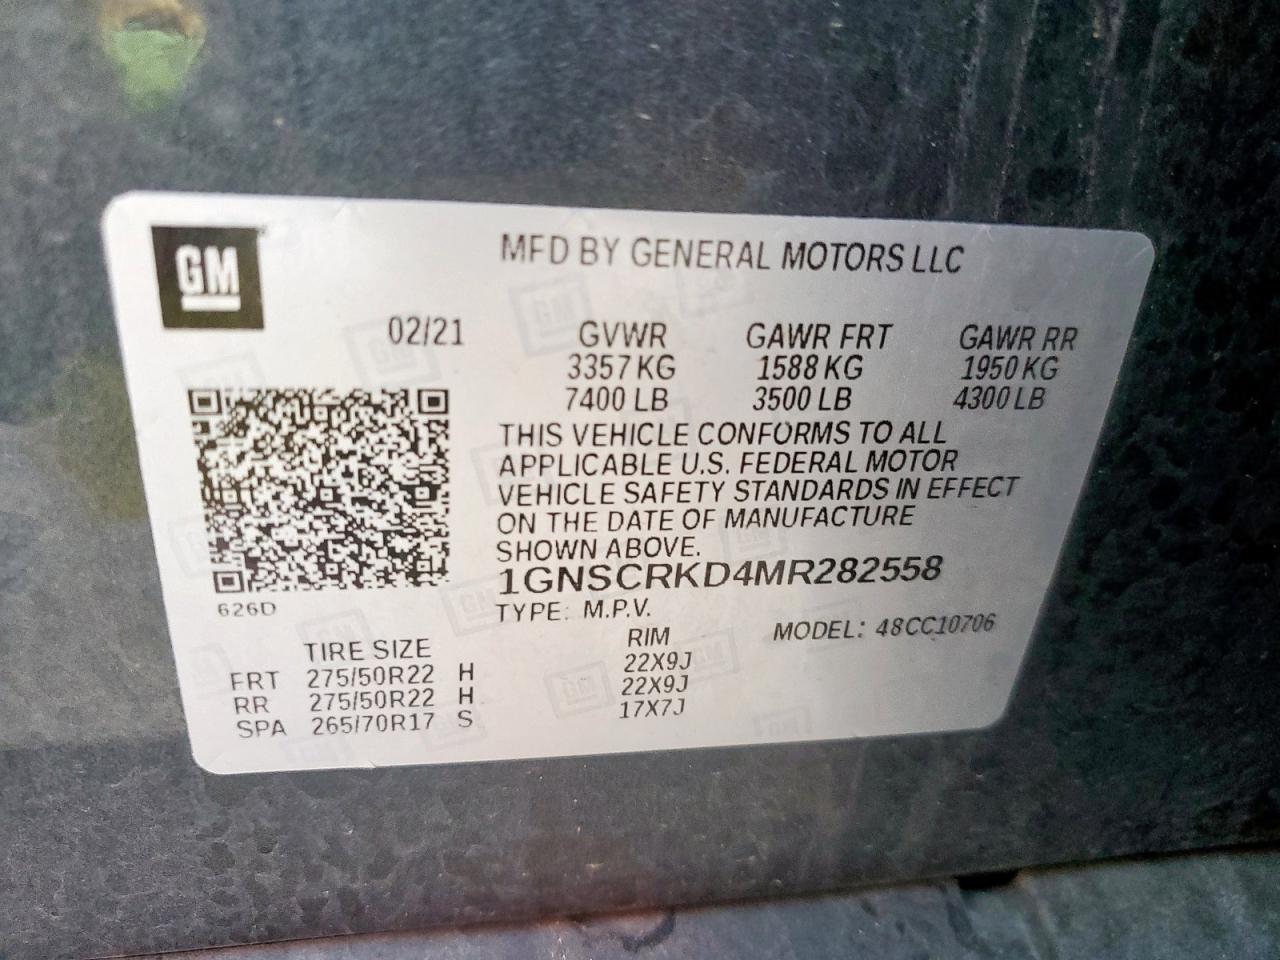 GM
MFD BY GENERAL MOTORS LLC
02/21 GVWR GAWR FRT GAWR RR
3357 KG 1588 KG 1950 KG
7400 LB 3500 LB 4300 LB
THIS VEHICLE CONFORMS TO ALL
APPLICABLE U.S. FEDERAL MOTOR
VEHICLE SAFETY STANDARDS IN EFFECT
ON THE DATE OF MANUFACTURE
SHOWN ABOVE.
1GNSCRKD4MR282558
626D
TYPE: M.P.V.
MODEL: 48CC10706
TIRE SIZE RIM
FRT 275/50R22 H 22X9J
RR 275/50R22 H 22X9J
SPA 265/70R17 S 17X7J